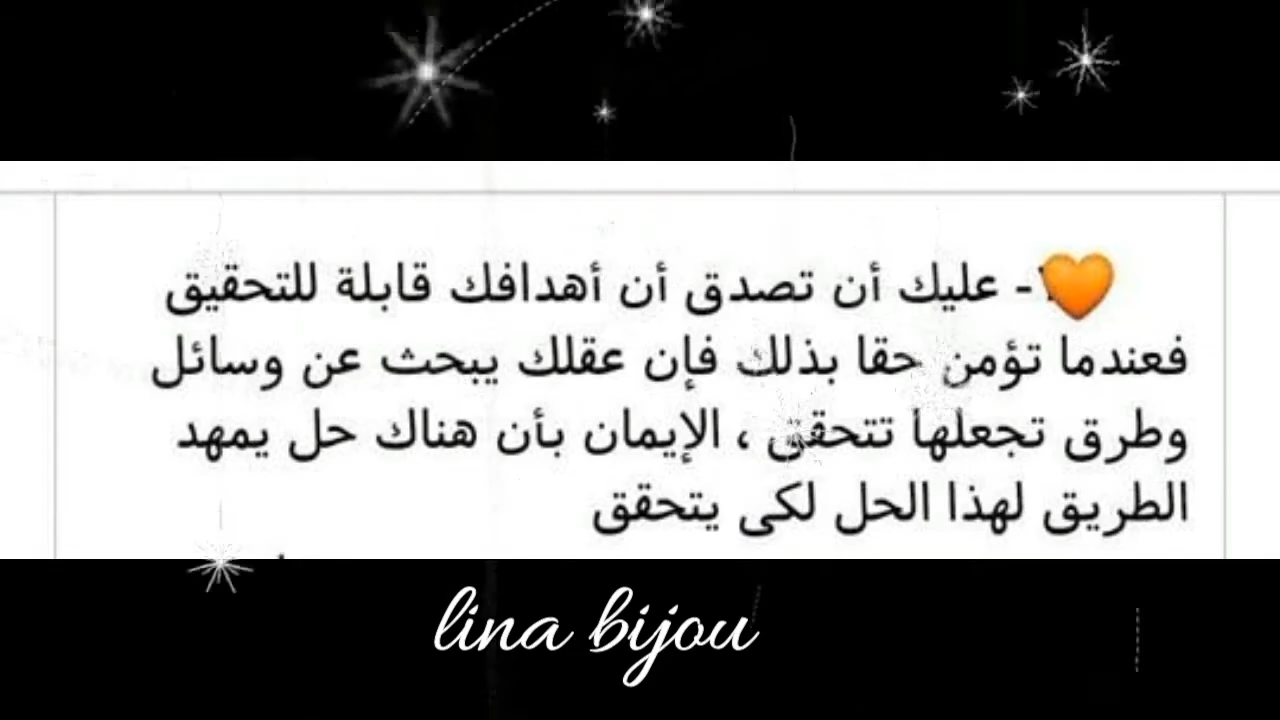 - عليك أن تصدق أن أهدافك قابلة للتحقيق
فعندما تؤمن حقا بذلك فإن عقلك يبحث عن وسائل
وطرق تجعلها تتحقق ، الإيمان بأن هناك حل يمهد
الطريق لهذا الحل لكى يتحقق
lina bijou